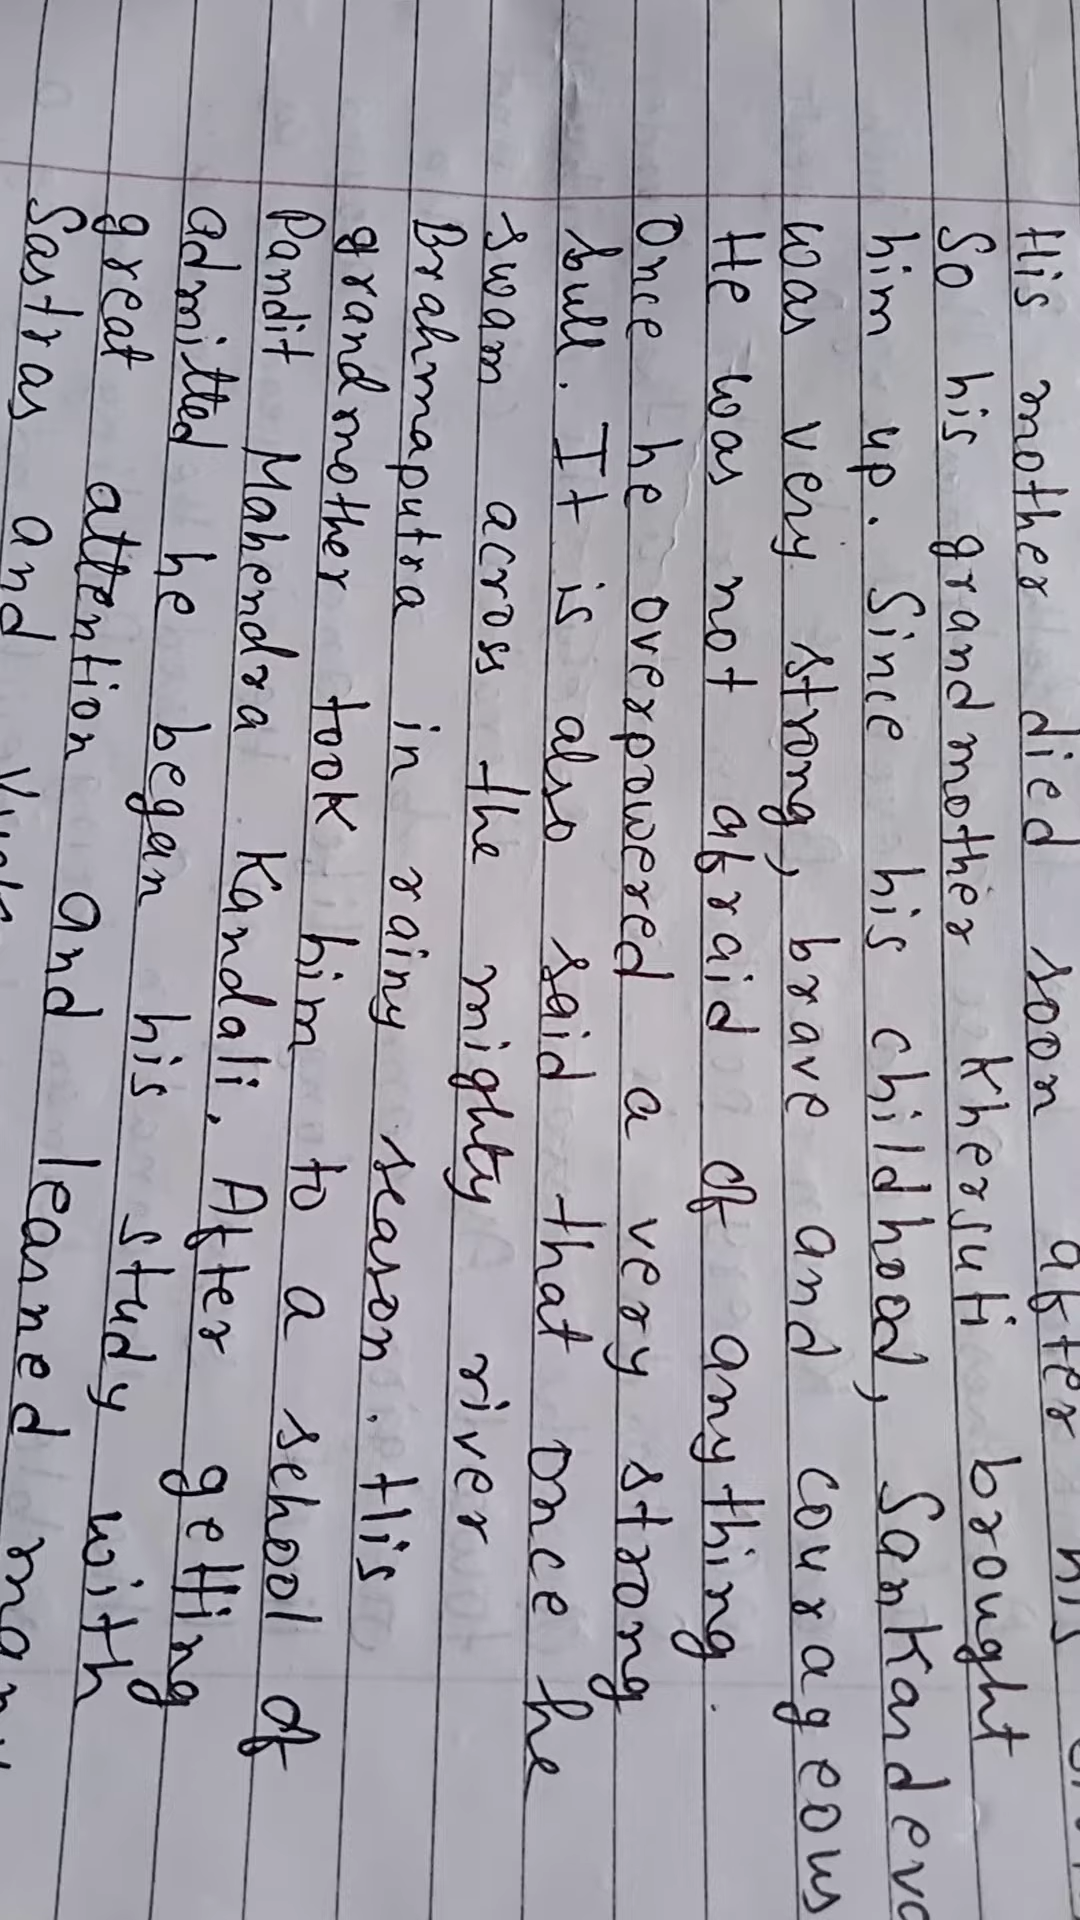 His mother died soon after his
So his grandmother Khersuti brought
him up. Since his childhood, Sankardeva
was very strong, brave and courageous
He was not afraid of anything.
Once he overpowered a very strong
bull. It is also said that once he
swam across the mighty river
Brahmaputra in rainy season. His
grandmother took him to a school of
Pandit Mahendra Kandali. After getting
admitted he began his study with
great attention and learned many
Sastras and